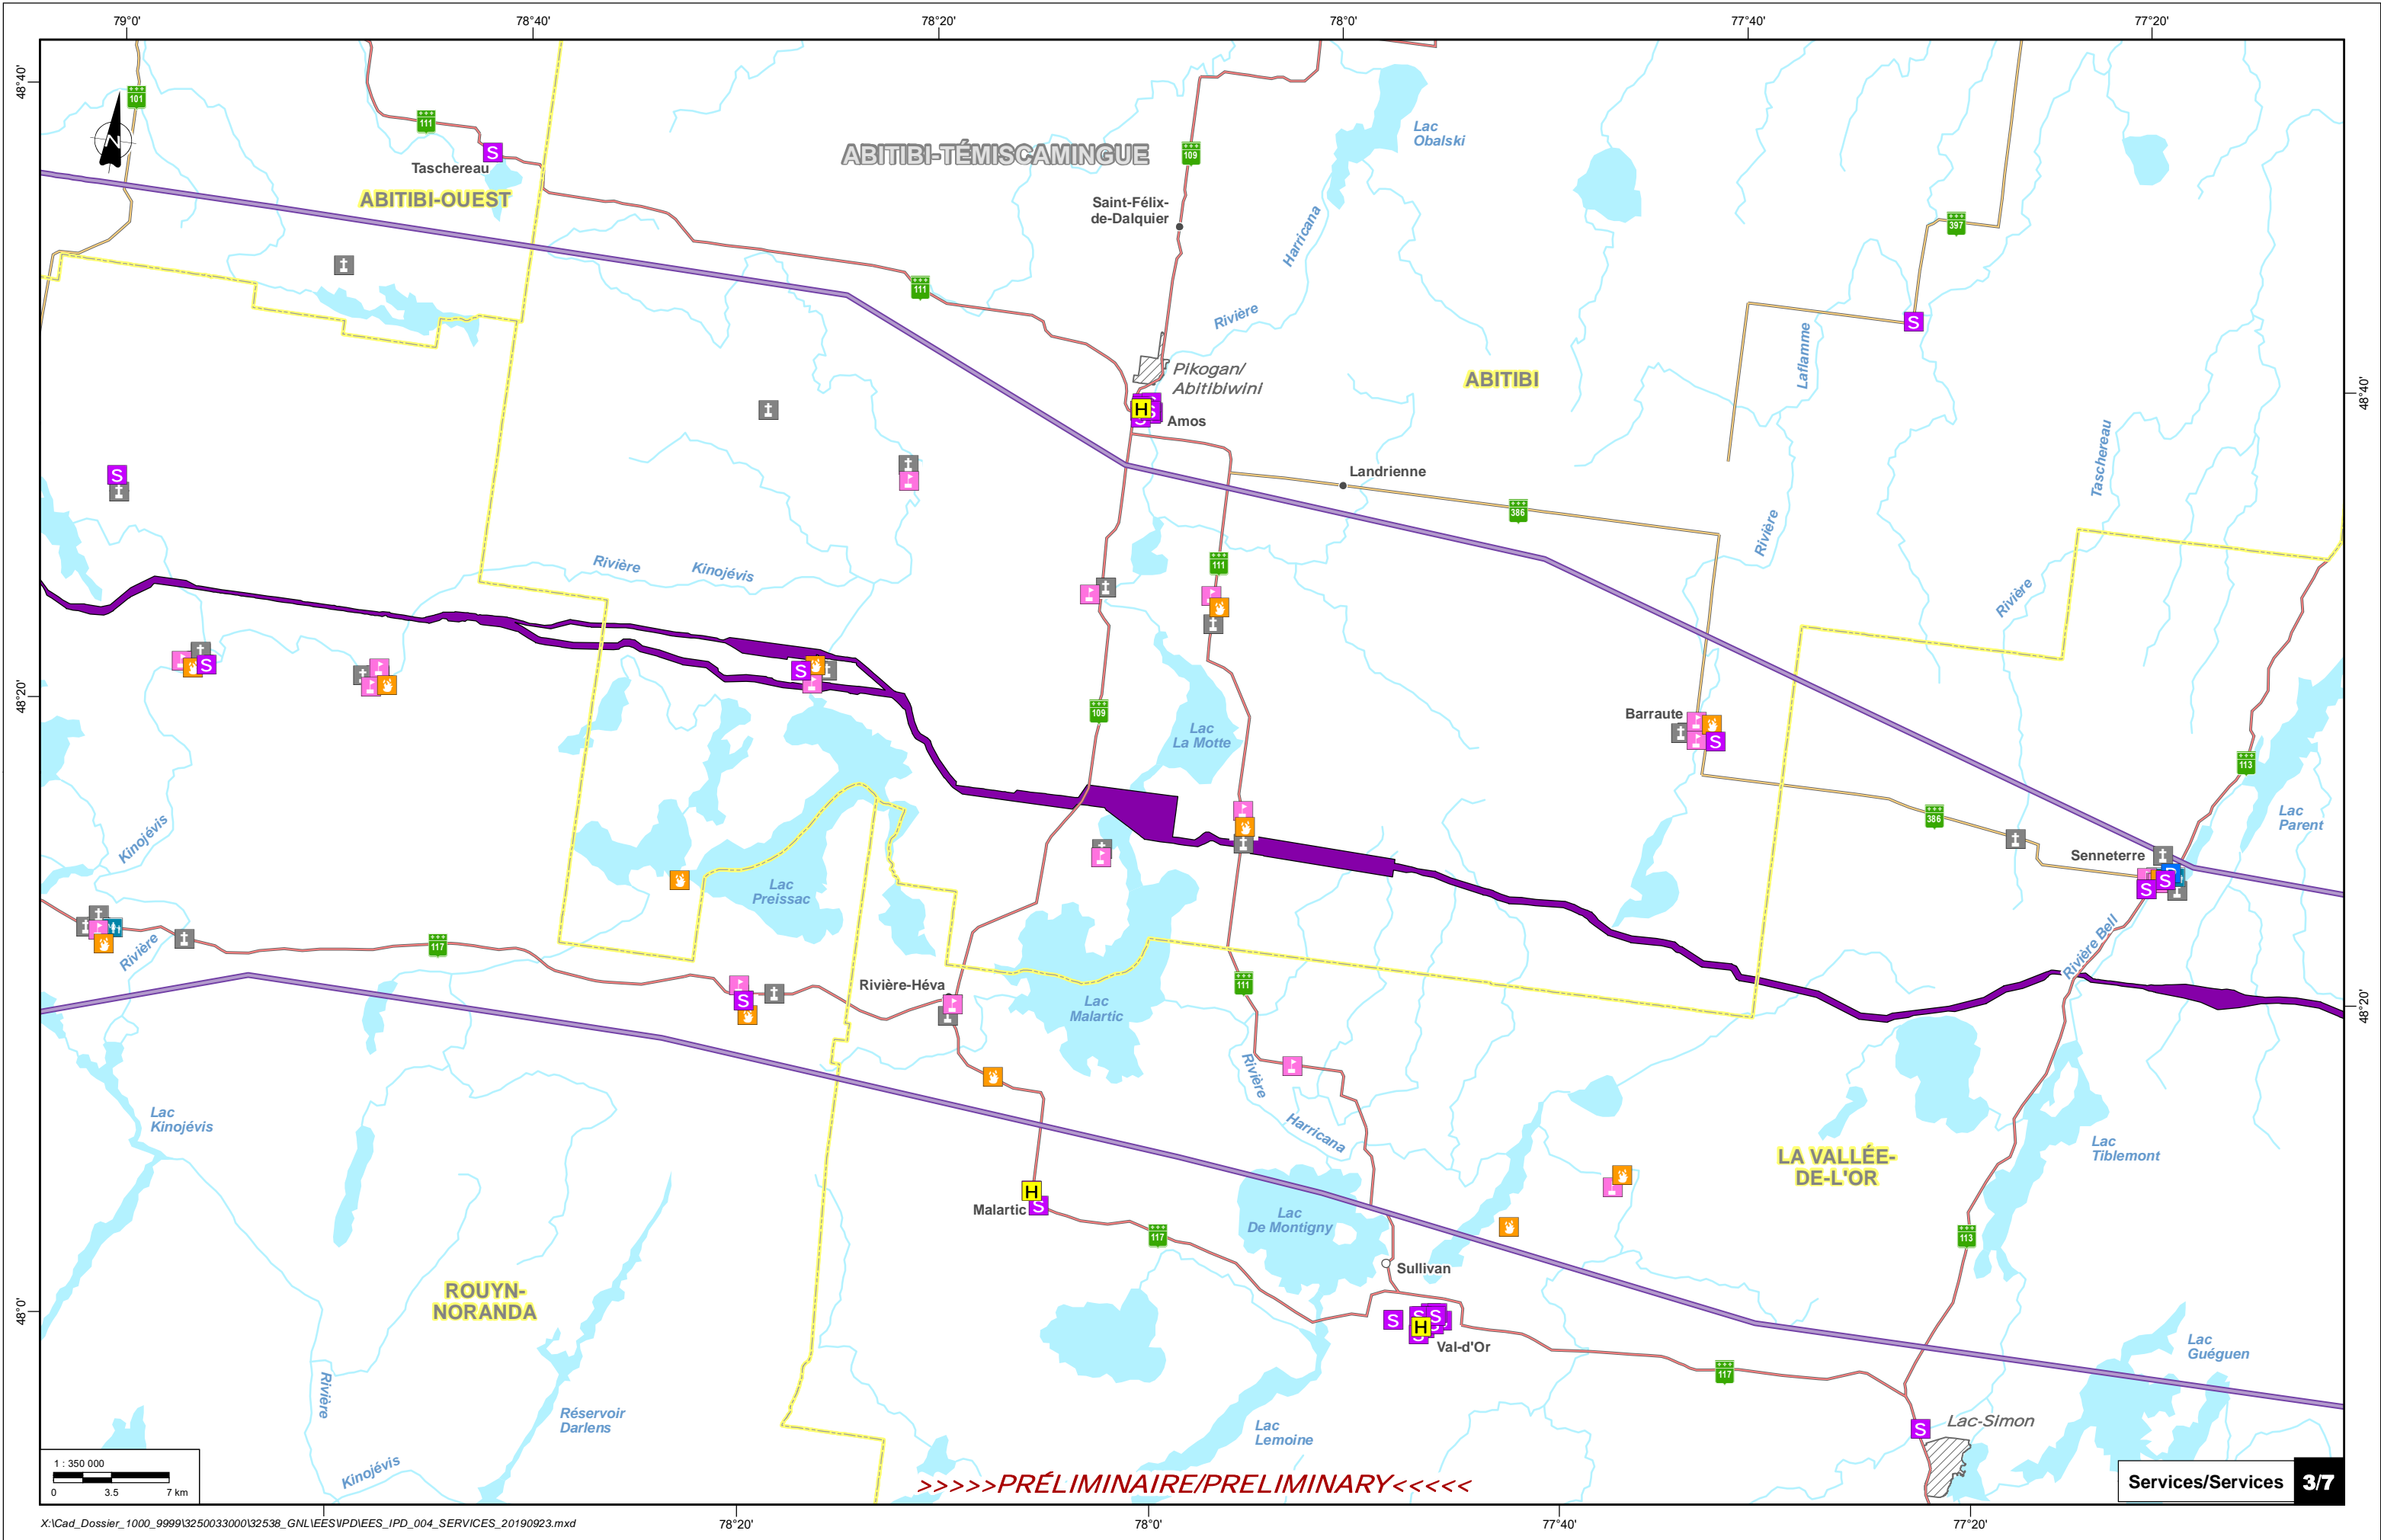 79°0'
78°40'
78°20'
78°0'
77°40'
77°20'
48°40'
101
N
111
Taschereau
ABITIBI-OUEST
ABITIBI-TÉMISCAMINGUE
109
Lac
Obalski
Saint-Félix-
de-Dalquier
Harricana
Rivière
397
S
111
Pikogan/
Abitibiwini
ABITIBI
Laflamme
48°40'
H
S
Amos
Landrienne
386
Taschereau
S
Rivière
Rivière
Kinojévis
111
Rivière
S
S
48°20'
109
Lac
La Motte
Barraute
S
113
Lac
Parent
Kinojévis
386
Senneterre
S
S
Lac
Preissac
Rivière
117
Rivière Bell
Rivière-Héva
S
Lac
Malartic
111
48°20'
Rivière
Lac
Kinojévis
Harricana
LA VALLÉE-
DE-L'OR
Lac
Tiblemont
H
S
Malartic
117
Lac
De Montigny
113
Sullivan
48°0'
ROUYN-
NORANDA
S
S
H
Val-d'Or
117
Lac
Guéguen
Rivière
Réservoir
Darlens
Lac
Lemoine
S
Lac-Simon
Kinojévis
1 : 350 000
0 3.5 7 km
>>>>>PRÉLIMINAIRE/PRELIMINARY<<<<<
Services/Services 3/7
X:\Cad_Dossier_1000_9999\3250033000\32538_GNL\EES\IPD\EES_IPD_004_SERVICES_20190923.mxd
78°20'
78°0'
77°40'
77°20'